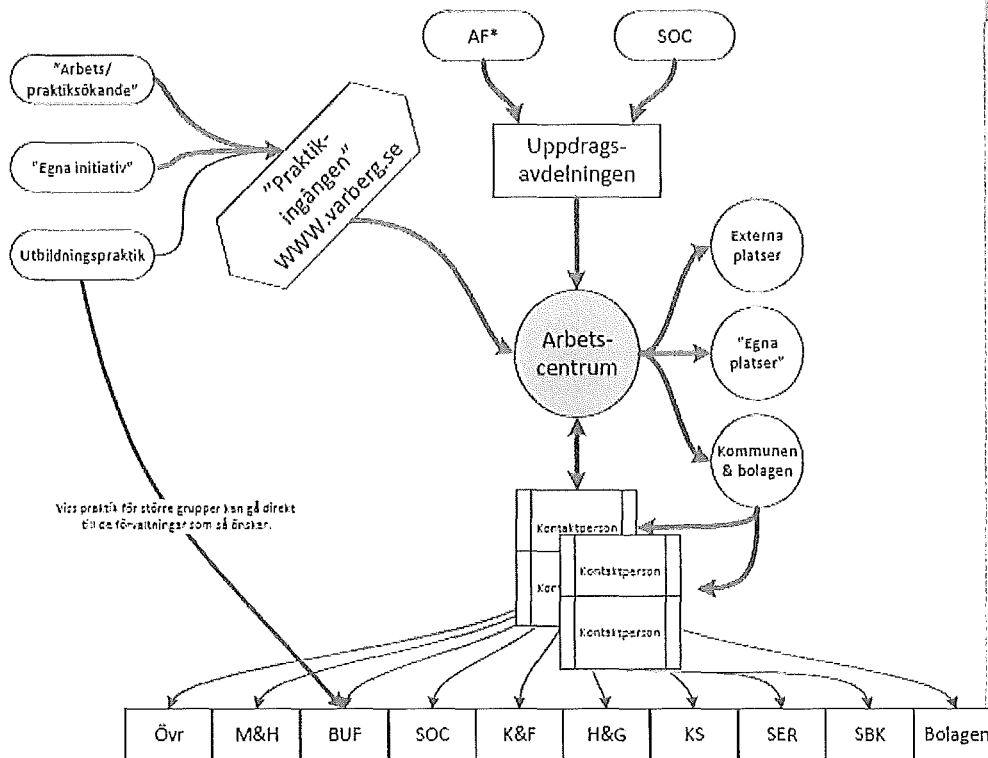 AF*
SOC
"Arbets/
praktiksökande"
"Egna initiativ"
Utbildningspraktik
"Praktik-
ingången"
WWW.varberg.se
Uppdrags-
avdelningen
Externa
platser
"Egna
platser"
Arbets-
centrum
Kommunen
& bolagen
Viss praktik för större grupper kan gå direkt
till de förvaltningar som så önskar.
Kontaktperson
Kontaktperson
Kont
Kontaktperson
Övr
M&H
BUF
SOC
K&F
H&G
KS
SER
SBK
Bolagen